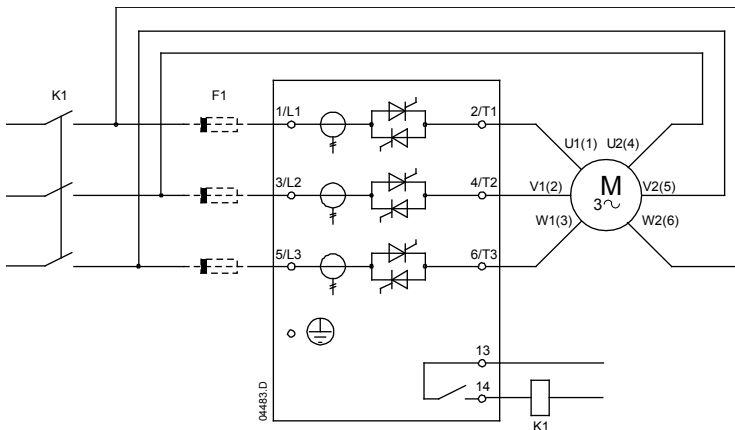 K1
F1
1/L1
2/T1
U1(1)
U2(4)
3/L2
4/T2
V1(2)
M
3~
V2(5)
W1(3)
W2(6)
5/L3
6/T3
13
14
K1
04483.D